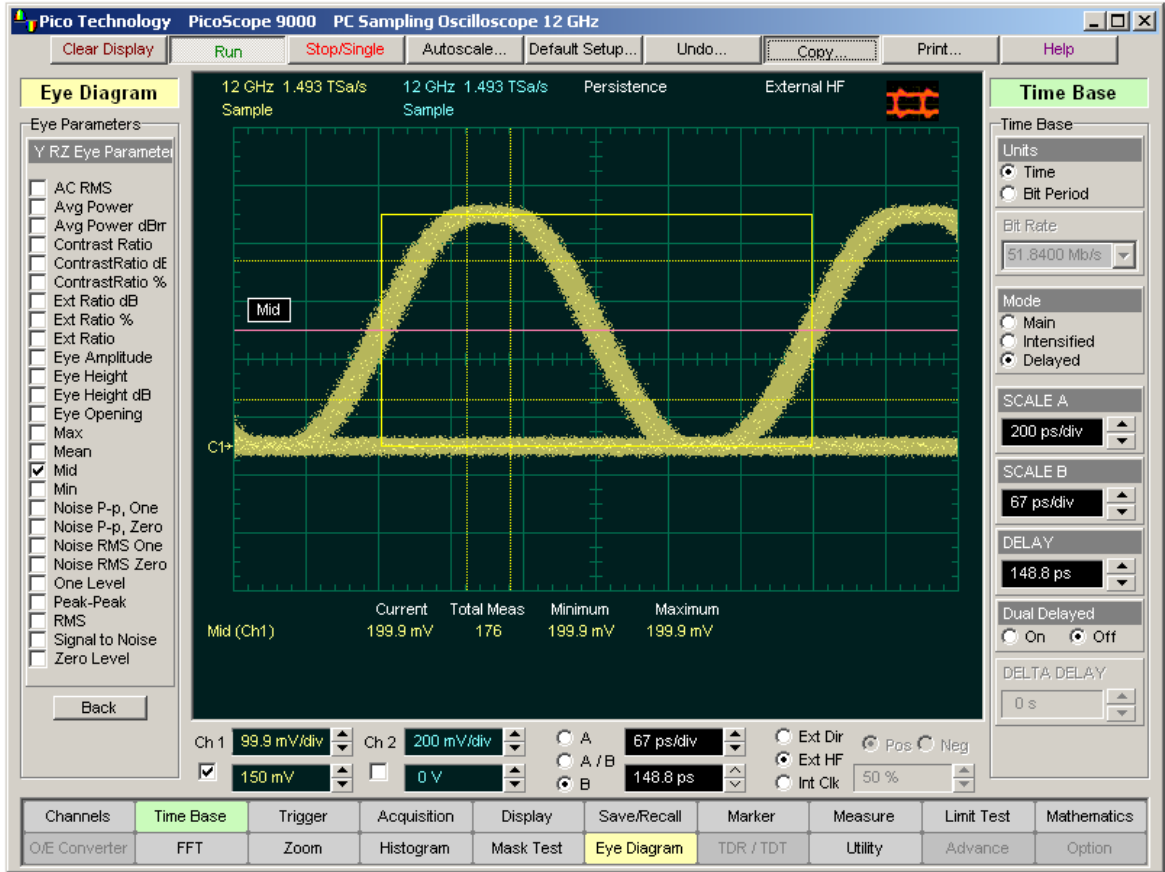 Pico Technology PicoScope 9000 PC Sampling Oscilloscope 12 GHz
Clear Display Run Stop/Single Autoscale... Default Setup... Undo... Copy... Print... Help
Eye Diagram
Eye Parameters
Y RZ Eye Parameter
AC RMS
Avg Power
Avg Power dBm
Contrast Ratio
ContrastRatio dE
ContrastRatio %
Ext Ratio dB
Ext Ratio %
Ext Ratio
Eye Amplitude
Eye Height
Eye Height dB
Eye Opening
Max
Mean
Mid
Min
Noise P-p, One
Noise P-p, Zero
Noise RMS One
Noise RMS Zero
One Level
Peak-Peak
RMS
Signal to Noise
Zero Level
Back
12 GHz 1.493 TSa/s 12 GHz 1.493 TSa/s Persistence External HF
Sample Sample
Mid
C1
Current Total Meas Minimum Maximum
Mid (Ch1) 199.9 mV 176 199.9 mV 199.9 mV
Time Base
Time Base
Units
Time
Bit Period
Bit Rate
51.8400 Mb/s
Mode
Main
Intensified
Delayed
SCALE A
200 ps/div
SCALE B
67 ps/div
DELAY
148.8 ps
Dual Delayed
On Off
DELTA DELAY
0 s
Ch 1 99.9 mV/div Ch 2 200 mV/div A 67 ps/div Ext Dir Pos Neg
A / B Ext HF
150 mV 0 V B 148.8 ps Int Clk 50 %
Channels Time Base Trigger Acquisition Display Save/Recall Marker Measure Limit Test Mathematics
O/E Converter FFT Zoom Histogram Mask Test Eye Diagram TDR / TDT Utility Advance Option